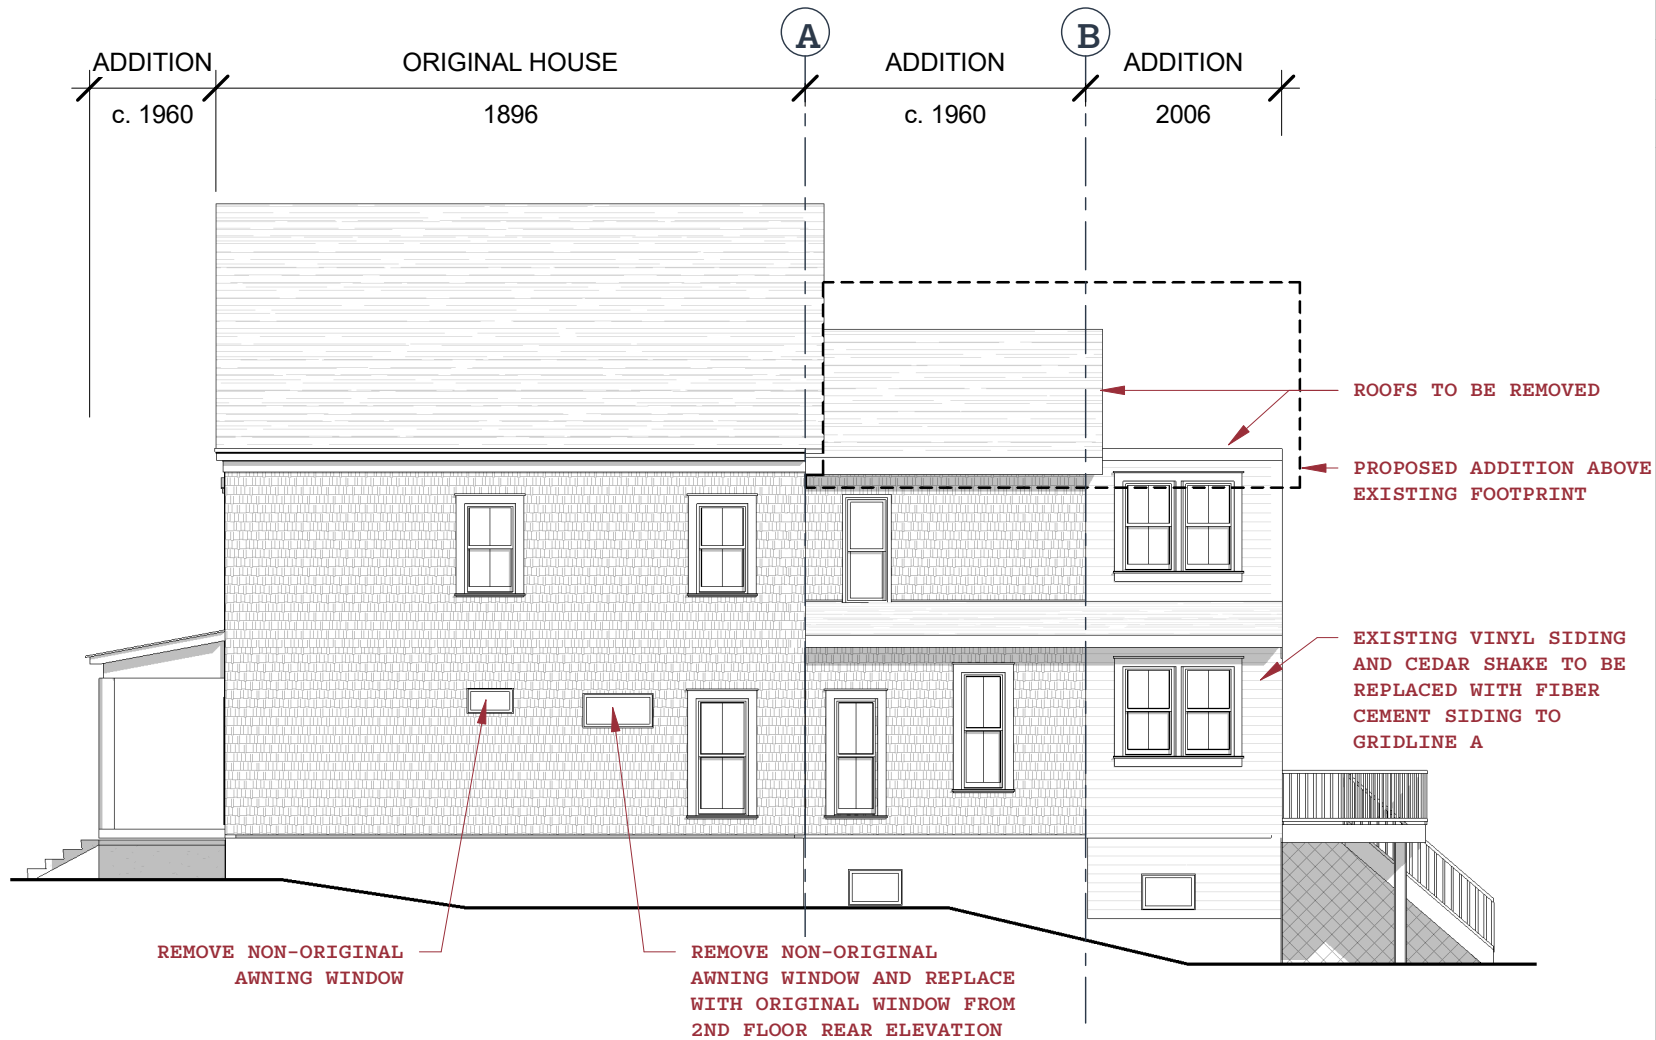 A
B
ADDITION
ORIGINAL HOUSE
ADDITION
ADDITION
c. 1960
1896
c. 1960
2006
ROOFS TO BE REMOVED
PROPOSED ADDITION ABOVE
EXISTING FOOTPRINT
EXISTING VINYL SIDING
AND CEDAR SHAKE TO BE
REPLACED WITH FIBER
CEMENT SIDING TO
GRIDLINE A
REMOVE NON-ORIGINAL
AWNING WINDOW
REMOVE NON-ORIGINAL
AWNING WINDOW AND REPLACE
WITH ORIGINAL WINDOW FROM
2ND FLOOR REAR ELEVATION